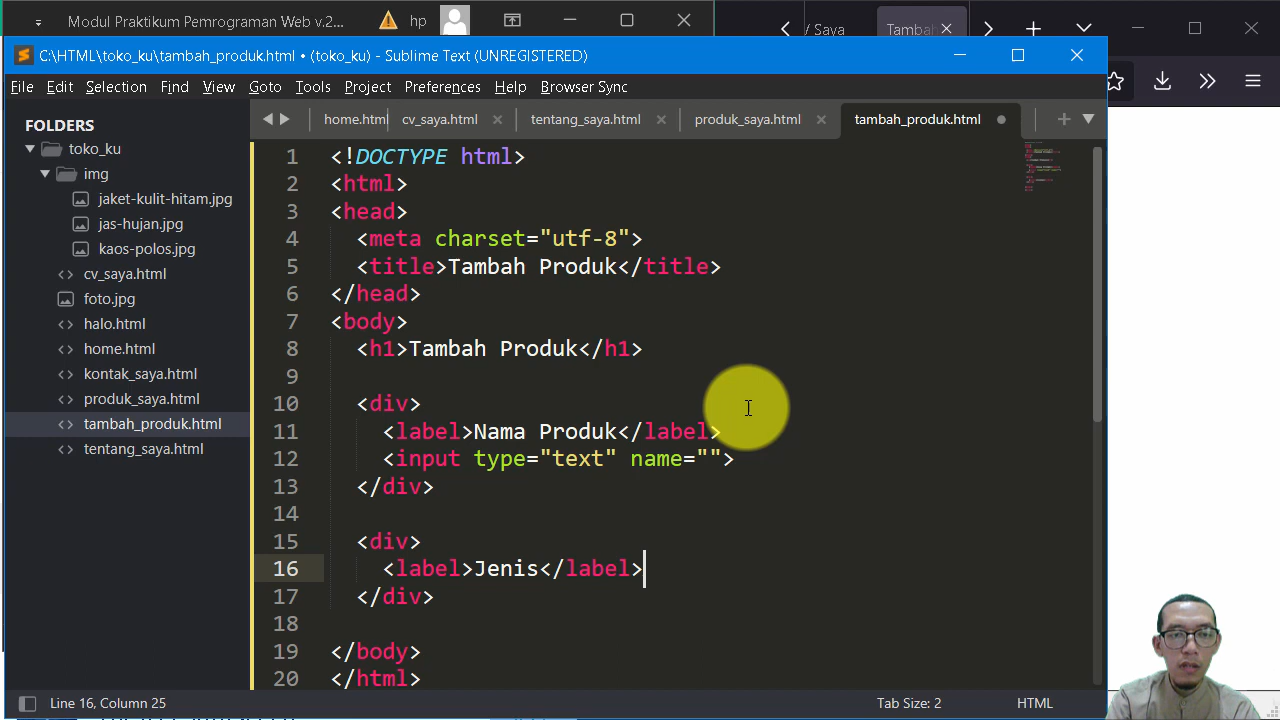 Modul Praktikum Pemrograman Web v.2...
hp
/ Saya
Tambah
C:\HTML\toko_ku\tambah_produk.html • (toko_ku) - Sublime Text (UNREGISTERED)
File Edit Selection Find View Goto Tools Project Preferences Help Browser Sync
FOLDERS
toko_ku
img
jaket-kulit-hitam.jpg
jas-hujan.jpg
kaos-polos.jpg
cv_saya.html
foto.jpg
halo.html
home.html
kontak_saya.html
produk_saya.html
tambah_produk.html
tentang_saya.html
home.html cv_saya.html tentang_saya.html produk_saya.html tambah_produk.html
1 <!DOCTYPE html>
2 <html>
3 <head>
4 <meta charset="utf-8">
5 <title>Tambah Produk</title>
6 </head>
7 <body>
8 <h1>Tambah Produk</h1>
9
10 <div>
11 <label>Nama Produk</label>
12 <input type="text" name="">
13 </div>
14
15 <div>
16 <label>Jenis</label>
17 </div>
18
19 </body>
20 </html>
Line 16, Column 25
Tab Size: 2
HTML